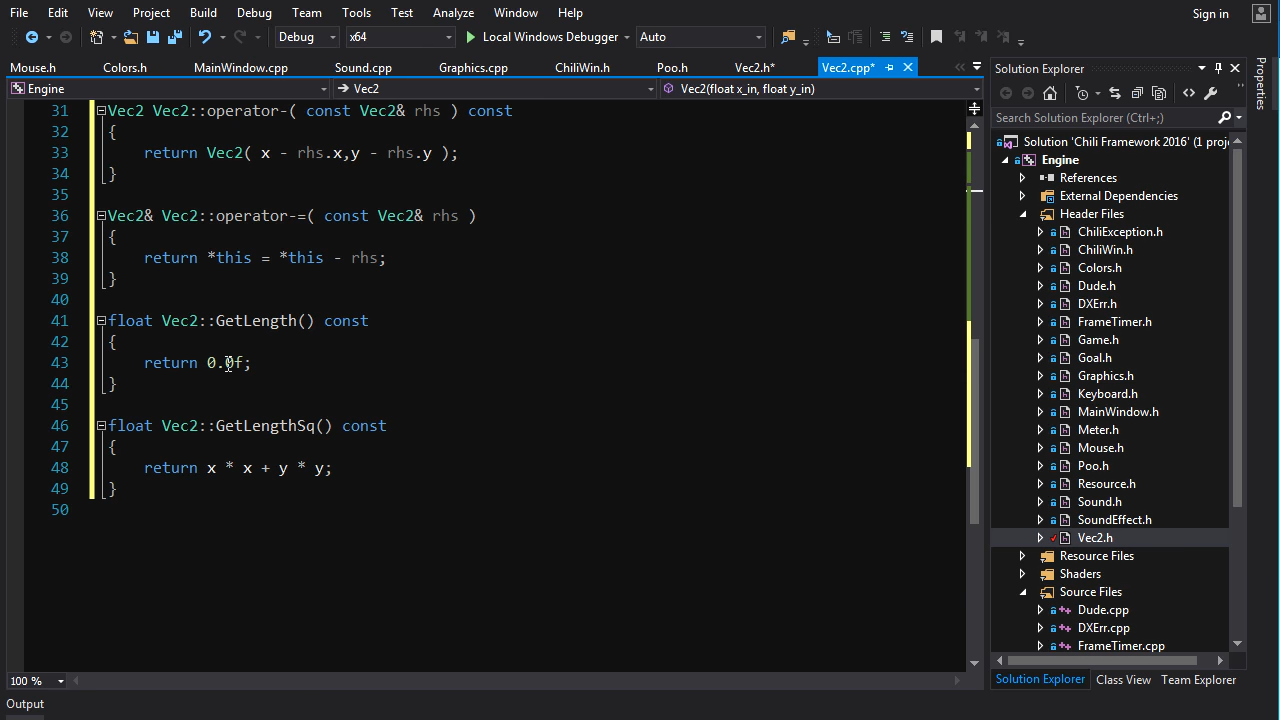 File Edit View Project Build Debug Team Tools Test Analyze Window Help Sign in
Debug x64 Local Windows Debugger Auto
Mouse.h Colors.h MainWindow.cpp Sound.cpp Graphics.cpp ChiliWin.h Poo.h Vec2.h* Vec2.cpp*
Engine Vec2 Vec2(float x_in, float y_in)
31 Vec2 Vec2::operator-( const Vec2& rhs ) const
32 {
33 return Vec2( x - rhs.x,y - rhs.y );
34 }
35
36 Vec2& Vec2::operator-=( const Vec2& rhs )
37 {
38 return *this = *this - rhs;
39 }
40
41 float Vec2::GetLength() const
42 {
43 return 0.0f;
44 }
45
46 float Vec2::GetLengthSq() const
47 {
48 return x * x + y * y;
49 }
50
100 %
Output
Solution Explorer
Search Solution Explorer (Ctrl+;)
Solution 'Chili Framework 2016' (1 proj
Engine
References
External Dependencies
Header Files
ChiliException.h
ChiliWin.h
Colors.h
Dude.h
DXErr.h
FrameTimer.h
Game.h
Goal.h
Graphics.h
Keyboard.h
MainWindow.h
Meter.h
Mouse.h
Poo.h
Resource.h
Sound.h
SoundEffect.h
Vec2.h
Resource Files
Shaders
Source Files
Dude.cpp
DXErr.cpp
FrameTimer.cpp
Solution Explorer Class View Team Explorer
Properties